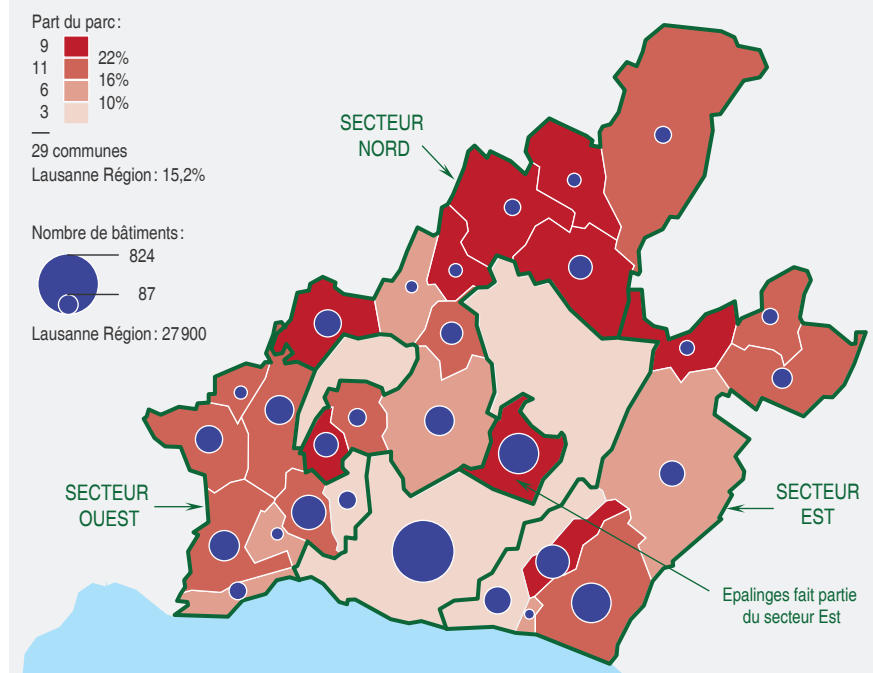 Part du parc :
9
22%
11
16%
6
10%
3
29 communes
Lausanne Région : 15,2%
Nombre de bâtiments :
824
87
Lausanne Région : 27 900
SECTEUR
NORD
SECTEUR
OUEST
SECTEUR
EST
Epalinges fait partie
du secteur Est